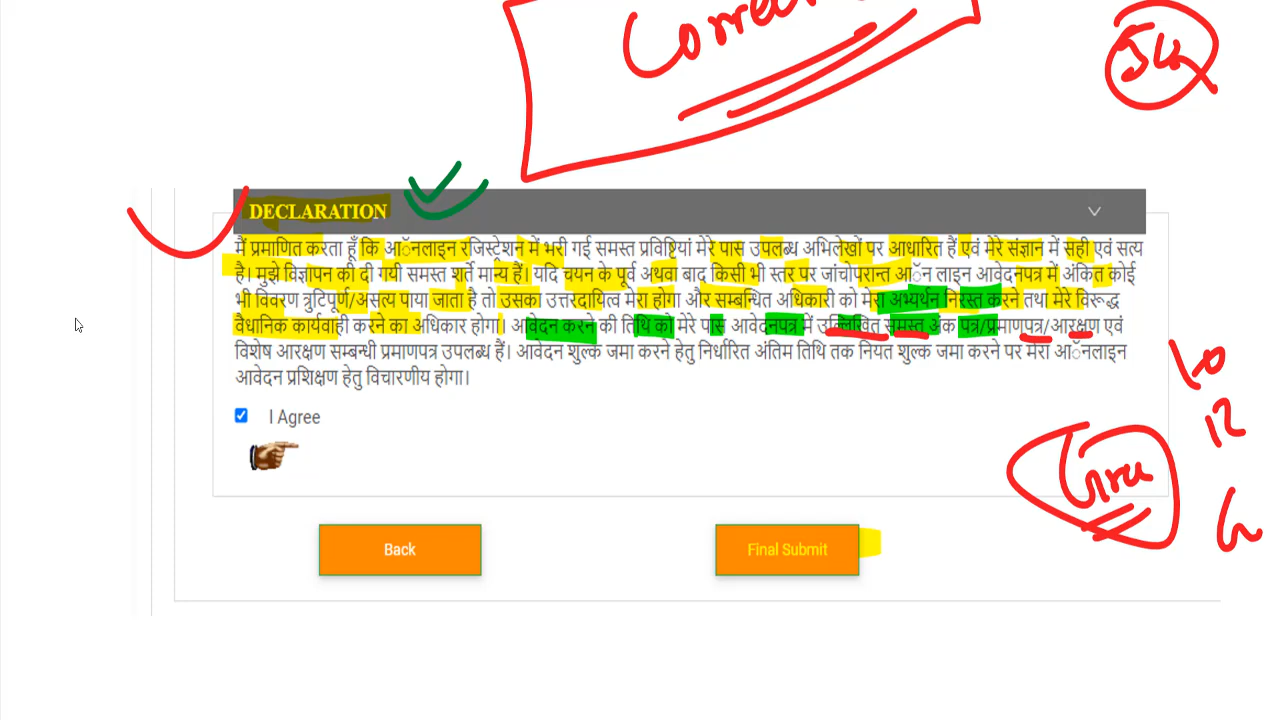 DECLARATION
मैं प्रमाणित करता हूँ कि आॅनलाइन रजिस्ट्रेशन में भरी गई समस्त प्रविष्टियां मेरे पास उपलब्ध अभिलेखों पर आधारित हैं एवं मेरे संज्ञान में सही एवं सत्य
है। मुझे विज्ञापन की दी गयी समस्त शर्ते मान्य हैं। यदि चयन के पूर्व अथवा बाद किसी भी स्तर पर जांचोपरान्त आॅन लाइन आवेदनपत्र में अंकित कोई
भी विवरण त्रुटिपूर्ण/असत्य पाया जाता है तो उसका उत्तरदायित्व मेरा होगा और सम्बन्धित अधिकारी को मेरा अभ्यर्थन निरस्त करने तथा मेरे विरूद्ध
वैधानिक कार्यवाही करने का अधिकार होगा। आवेदन करने की तिथि को मेरे पास आवेदनपत्र में उल्लिखित समस्त अंक पत्र/प्रमाणपत्र/आरक्षण एवं
विशेष आरक्षण सम्बन्धी प्रमाणपत्र उपलब्ध हैं। आवेदन शुल्क जमा करने हेतु निर्धारित अंतिम तिथि तक नियत शुल्क जमा करने पर मेरा आॅनलाइन
आवेदन प्रशिक्षण हेतु विचारणीय होगा।
I Agree
10
12
Back
Final Submit